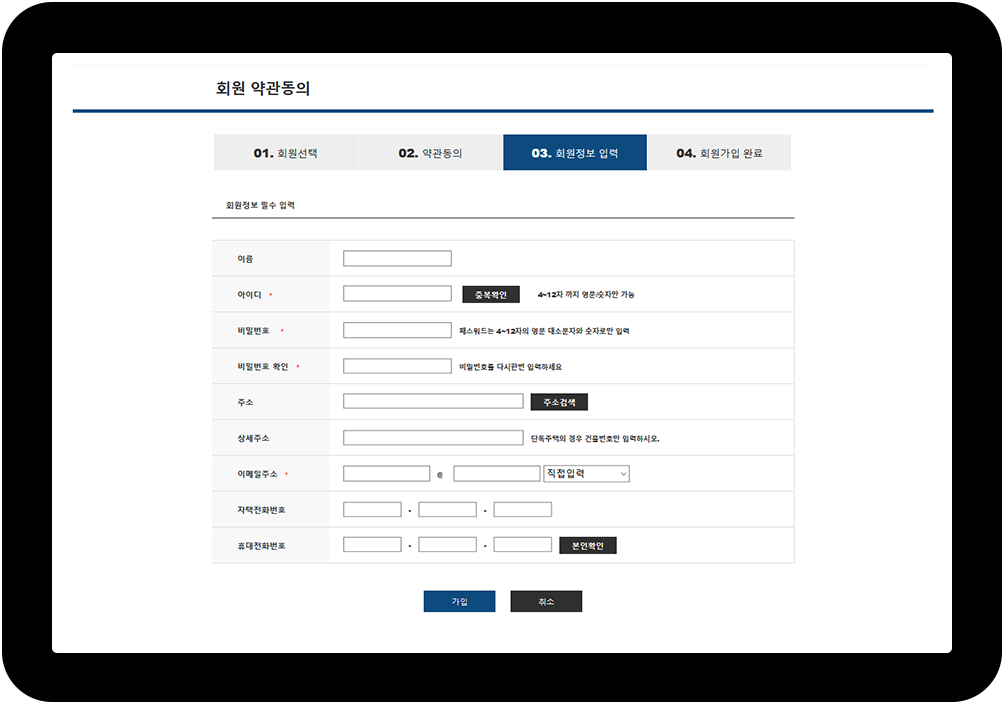 회원 약관동의
01. 회원선택 02. 약관동의 03. 회원정보 입력 04. 회원가입 완료
회원정보 필수 입력
이름
아이디 * 중복확인 4~12자 까지 영문/숫자만 가능
비밀번호 * 패스워드는 4~12자의 영문 대소문자와 숫자로만 입력
비밀번호 확인 * 비밀번호를 다시한번 입력하세요
주소 주소검색
상세주소 단독주택의 경우 건물번호만 입력하시오.
이메일주소 * @ 직접입력
자택전화번호 - -
휴대전화번호 - - 본인확인
가입 취소